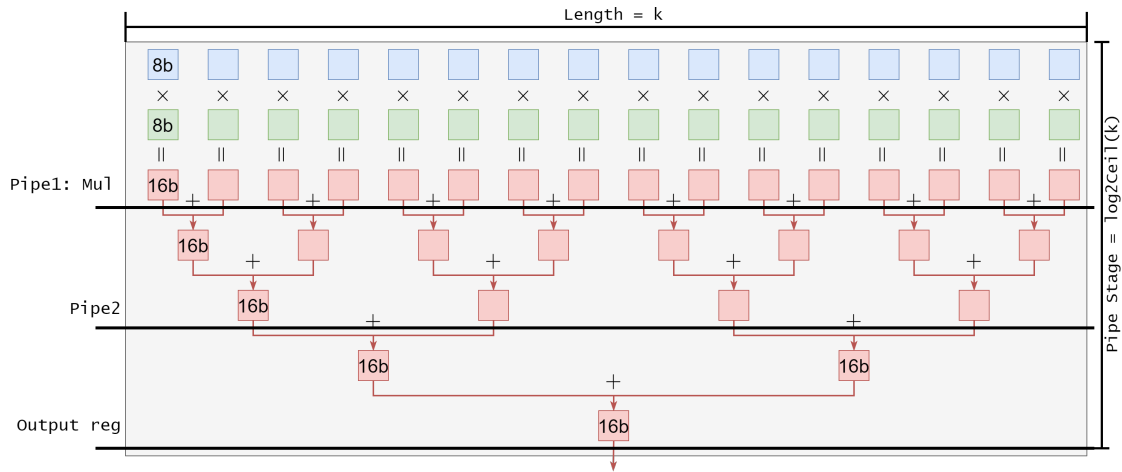 Length = k
8b
× × × × × × × × × × × × × × × ×
8b
= = = = = = = = = = = = = = = =
Pipe1: Mul
16b
+ + + + + + + +
16b
+ + + +
Pipe2
16b
+ +
16b
16b
+
Output reg
16b
Pipe stage = log2ceil(k)